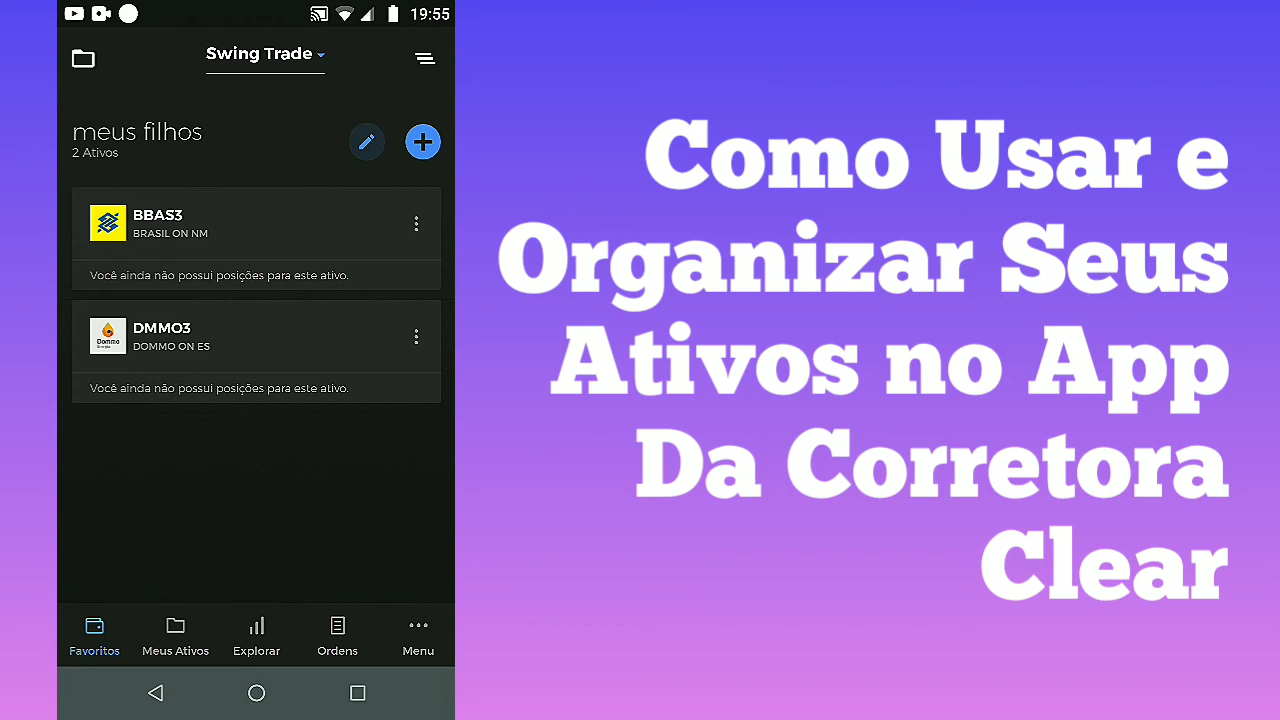 19:55
Swing Trade
meus filhos
2 Ativos
BBAS3
BRASIL ON NM
Você ainda não possui posições para este ativo.
Dommo
Energia
DMMO3
DOMMO ON ES
Você ainda não possui posições para este ativo.
Favoritos
Meus Ativos
Explorar
Ordens
Menu
Como Usar e
Organizar Seus
Ativos no App
Da Corretora
Clear